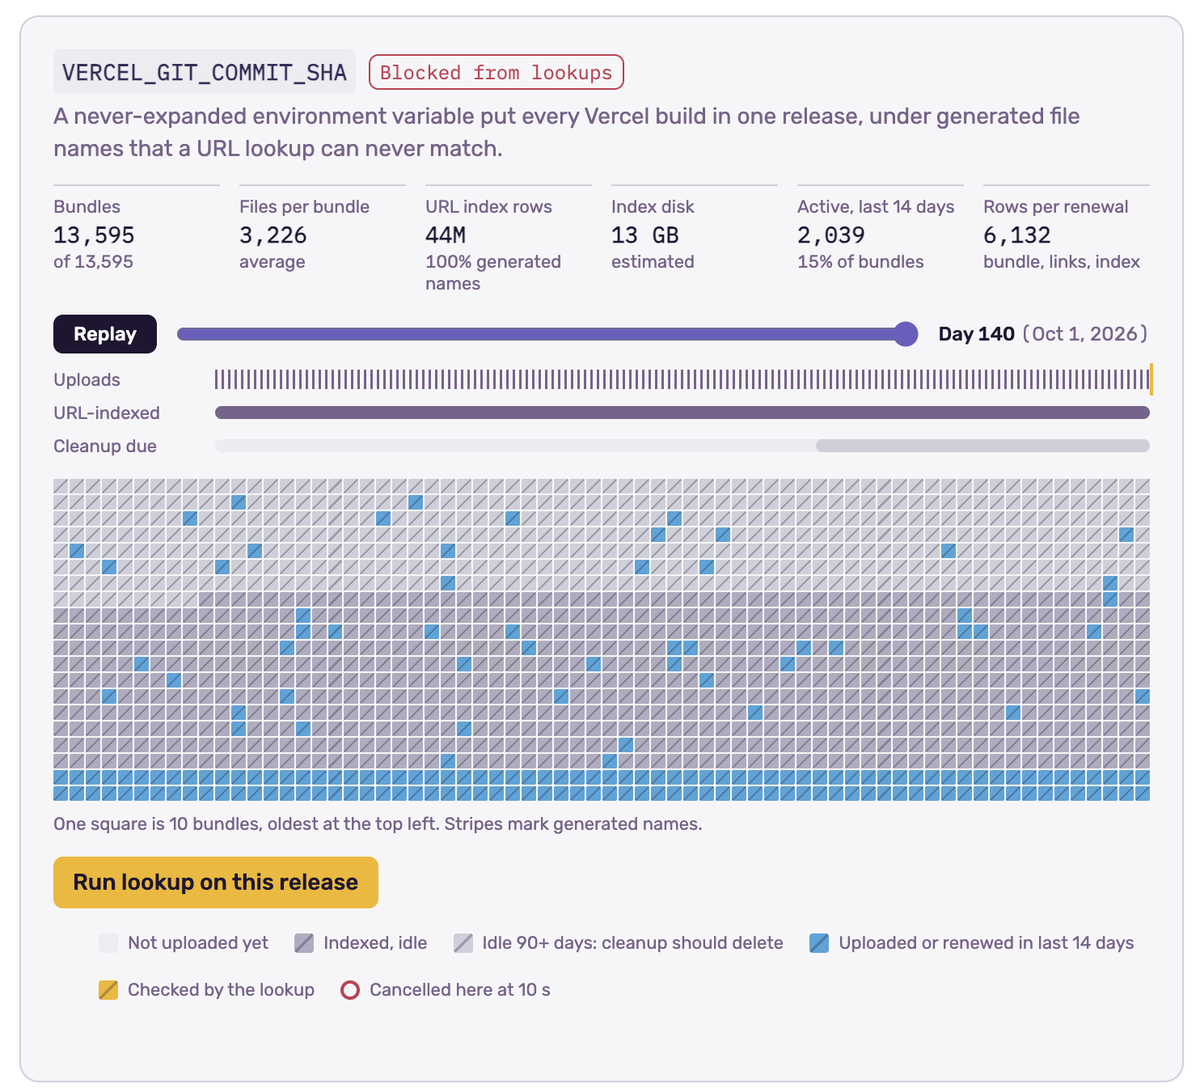 VERCEL_GIT_COMMIT_SHA Blocked from lookups
A never-expanded environment variable put every Vercel build in one release, under generated file
names that a URL lookup can never match.
Bundles
13,595
of 13,595
Files per bundle
3,226
average
URL index rows
44M
100% generated
names
Index disk
13 GB
estimated
Active, last 14 days
2,039
15% of bundles
Rows per renewal
6,132
bundle, links, index
Replay Day 140 (Oct 1, 2026)
Uploads
URL-indexed
Cleanup due
One square is 10 bundles, oldest at the top left. Stripes mark generated names.
Run lookup on this release
Not uploaded yet Indexed, idle Idle 90+ days: cleanup should delete Uploaded or renewed in last 14 days
Checked by the lookup Cancelled here at 10 s